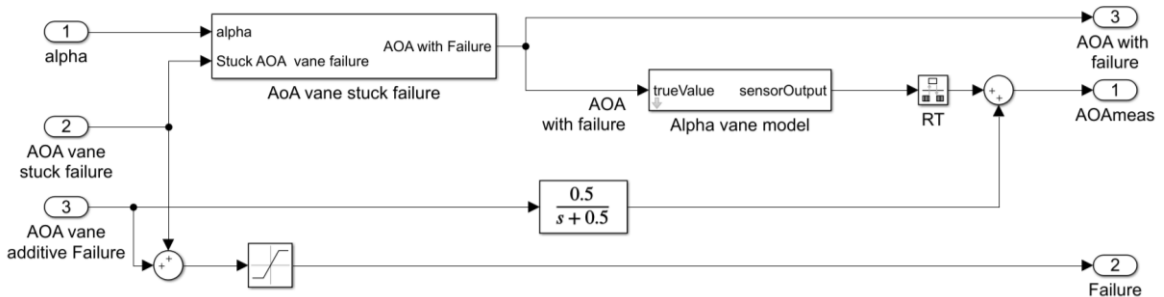 1
alpha
alpha
Stuck AOA  vane failure
AOA with Failure
AoA vane stuck failure
3
AOA with
failure
2
AOA vane
stuck failure
AOA
with failure
trueValue
sensorOutput
Alpha vane model
RT
+
+
1
AOAmeas
3
AOA vane
additive Failure
0.5
s + 0.5
+
+
2
Failure